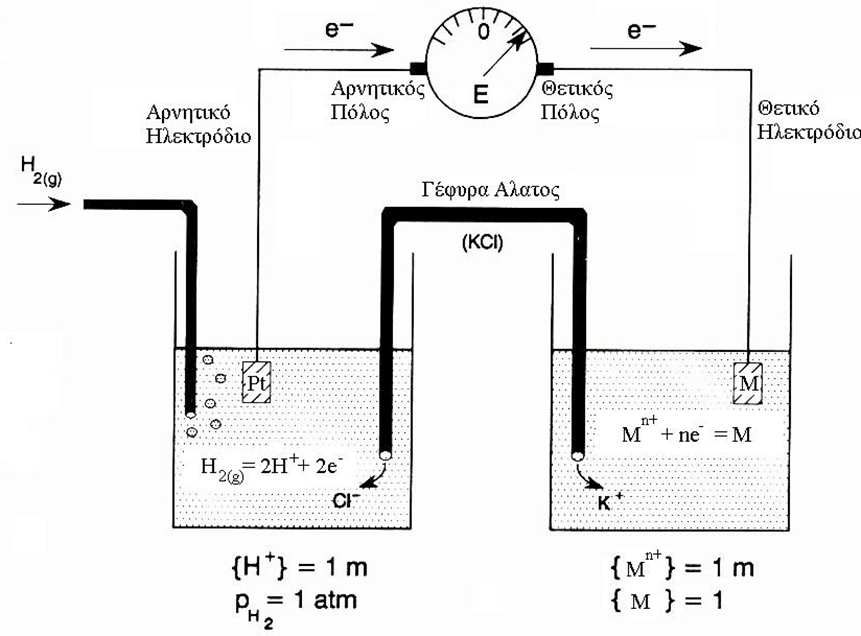 e⁻
e⁻
0
E
Αρνητικός
Πόλος
Θετικός
Πόλος
Αρνητικό
Ηλεκτρόδιο
Θετικό
Ηλεκτρόδιο
H₂(g)
Γέφυρα Αλατος
(KCl)
Pt
M
H₂(g) = 2H⁺ + 2e⁻
Mⁿ⁺ + ne⁻ = M
Cl⁻
K⁺
{H⁺} = 1 m
p_H₂ = 1 atm
{Mⁿ⁺} = 1 m
{M} = 1